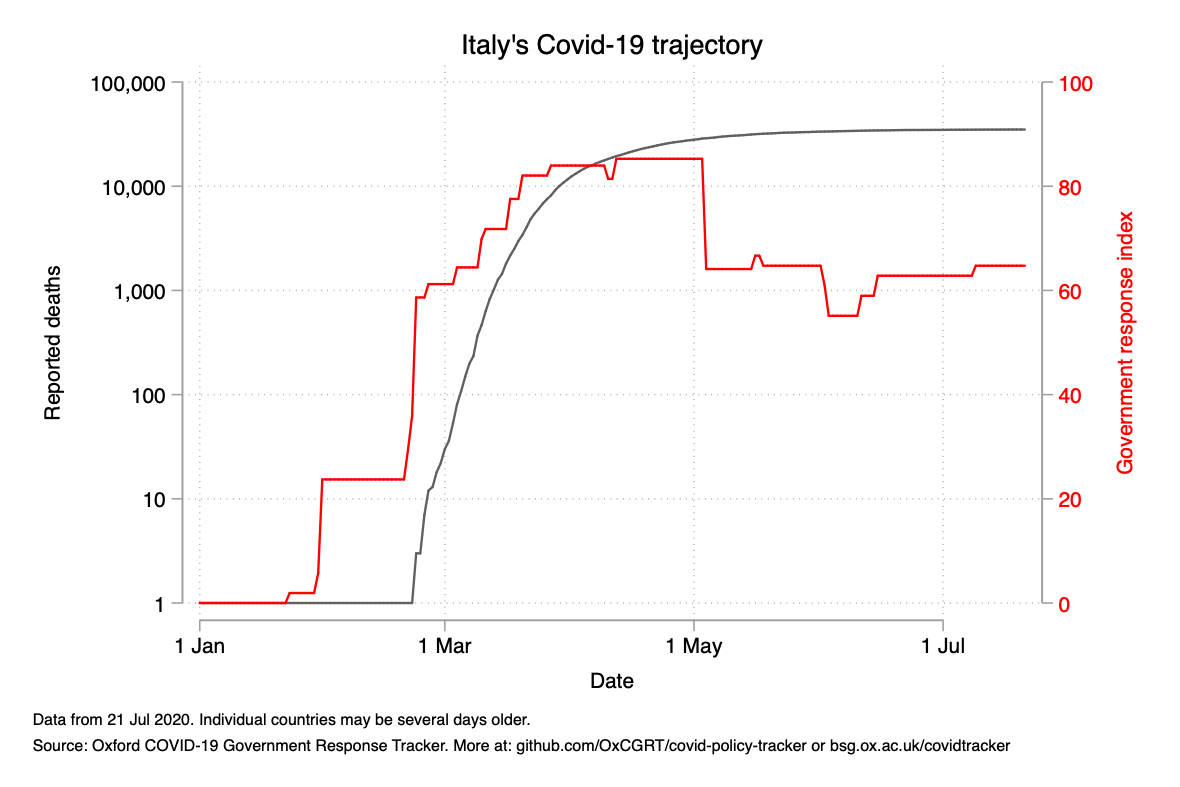 Italy's Covid-19 trajectory
100,000
10,000
1,000
100
10
1
Reported deaths
100
80
60
40
20
0
Government response index
1 Jan
1 Mar
1 May
1 Jul
Date
Data from 21 Jul 2020. Individual countries may be several days older.
Source: Oxford COVID-19 Government Response Tracker. More at: github.com/OxCGRT/covid-policy-tracker or bsg.ox.ac.uk/covidtracker